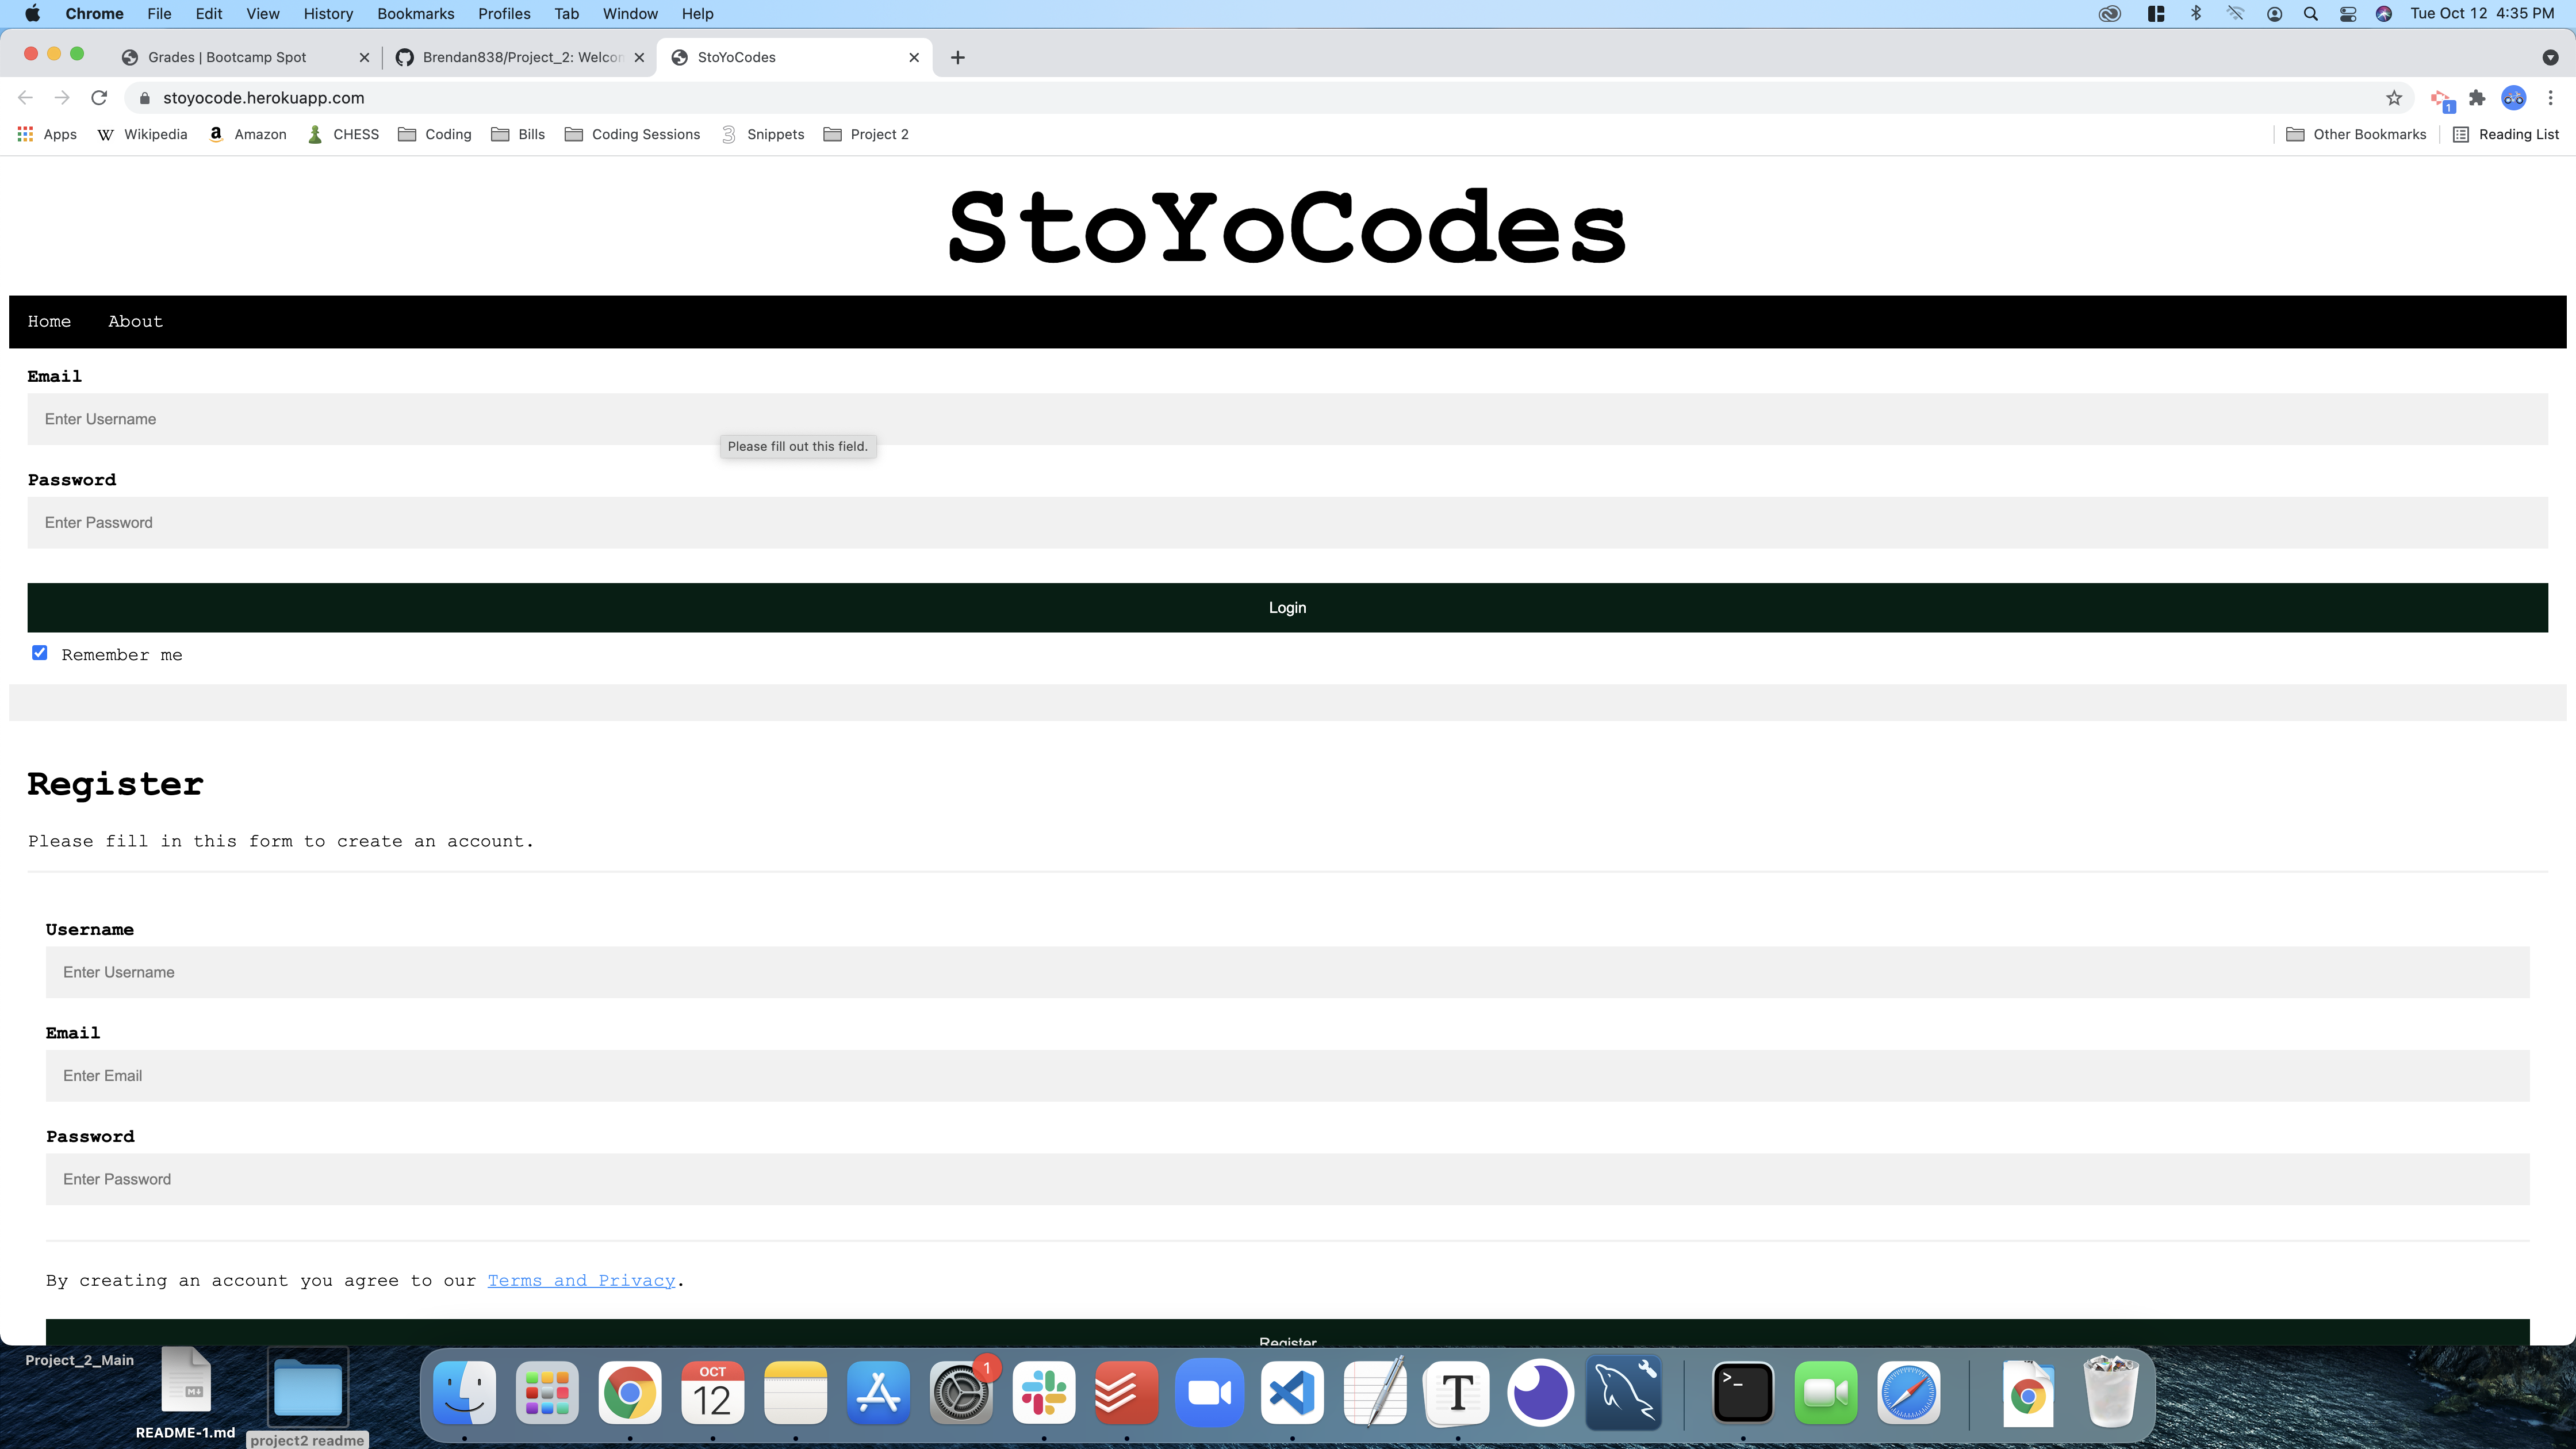 Chrome File Edit View History Bookmarks Profiles Tab Window Help Tue Oct 12 4:35 PM
Grades | Bootcamp Spot Brendan838/Project_2: Welcom StoYoCodes
stoyocode.herokuapp.com 1
Apps W Wikipedia a Amazon CHESS Coding Bills Coding Sessions 3 Snippets Project 2 Other Bookmarks Reading List
StoYoCodes
Home About
Email
Enter Username
Please fill out this field.
Password
Enter Password
Login
Remember me
Register
Please fill in this form to create an account.
Username
Enter Username
Email
Enter Email
Password
Enter Password
By creating an account you agree to our Terms and Privacy.
Register
Project_2_Main
OCT 1
12 T >_
README-1.md
project2 readme